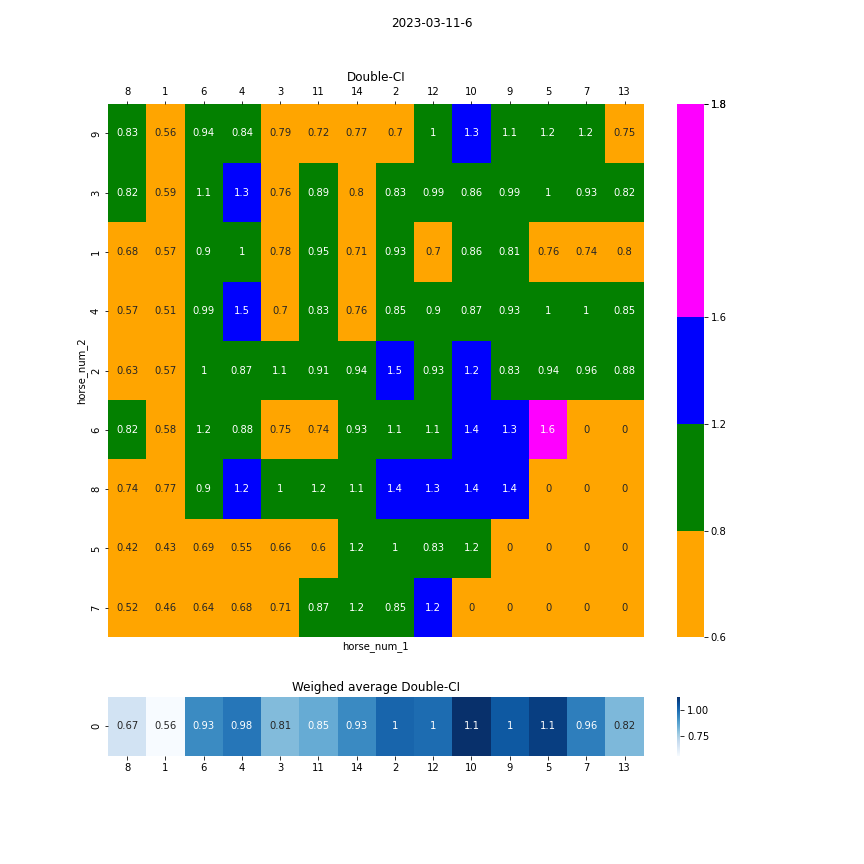 2023-03-11-6
Double-CI
8 1 6 4 3 11 14 2 12 10 9 5 7 13
9 0.83 0.56 0.94 0.84 0.79 0.72 0.77 0.7 1 1.3 1.1 1.2 1.2 0.75
3 0.82 0.59 1.1 1.3 0.76 0.89 0.8 0.83 0.99 0.86 0.99 1 0.93 0.82
1 0.68 0.57 0.9 1 0.78 0.95 0.71 0.93 0.7 0.86 0.81 0.76 0.74 0.8
4 0.57 0.51 0.99 1.5 0.7 0.83 0.76 0.85 0.9 0.87 0.93 1 1 0.85
2 0.63 0.57 1 0.87 1.1 0.91 0.94 1.5 0.93 1.2 0.83 0.94 0.96 0.88
6 0.82 0.58 1.2 0.88 0.75 0.74 0.93 1.1 1.1 1.4 1.3 1.6 0 0
8 0.74 0.77 0.9 1.2 1 1.2 1.1 1.4 1.3 1.4 1.4 0 0 0
5 0.42 0.43 0.69 0.55 0.66 0.6 1.2 1 0.83 1.2 0 0 0 0
7 0.52 0.46 0.64 0.68 0.71 0.87 1.2 0.85 1.2 0 0 0 0 0
horse_num_2
horse_num_1
1.8
1.6
1.2
0.8
0.6
Weighed average Double-CI
0 0.67 0.56 0.93 0.98 0.81 0.85 0.93 1 1 1.1 1 1.1 0.96 0.82
8 1 6 4 3 11 14 2 12 10 9 5 7 13
1.00
0.75